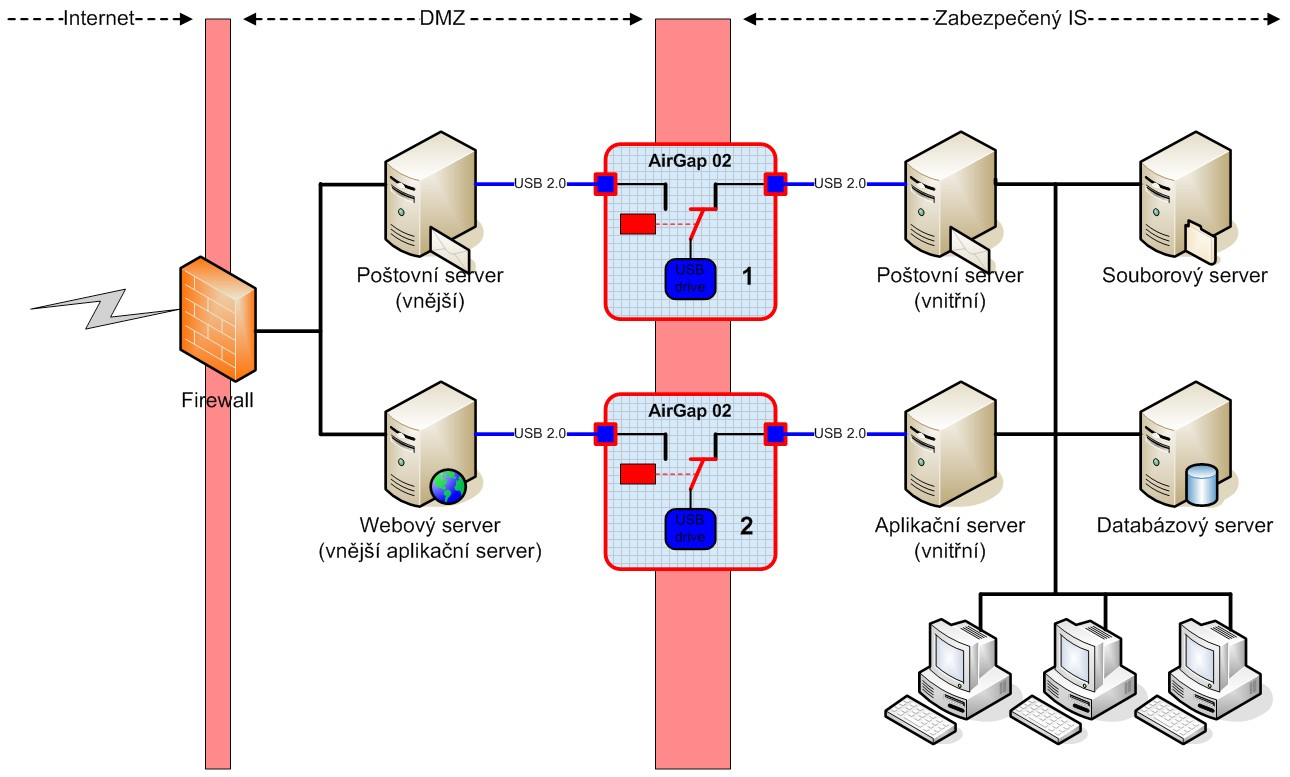 Internet
DMZ
Zabezpečený IS
AirGap 02
USB 2.0
USB 2.0
USB
drive
1
Poštovní server
(vnější)
Poštovní server
(vnitřní)
Souborový server
Firewall
AirGap 02
USB 2.0
USB 2.0
USB
drive
2
Webový server
(vnější aplikační server)
Aplikační server
(vnitřní)
Databázový server